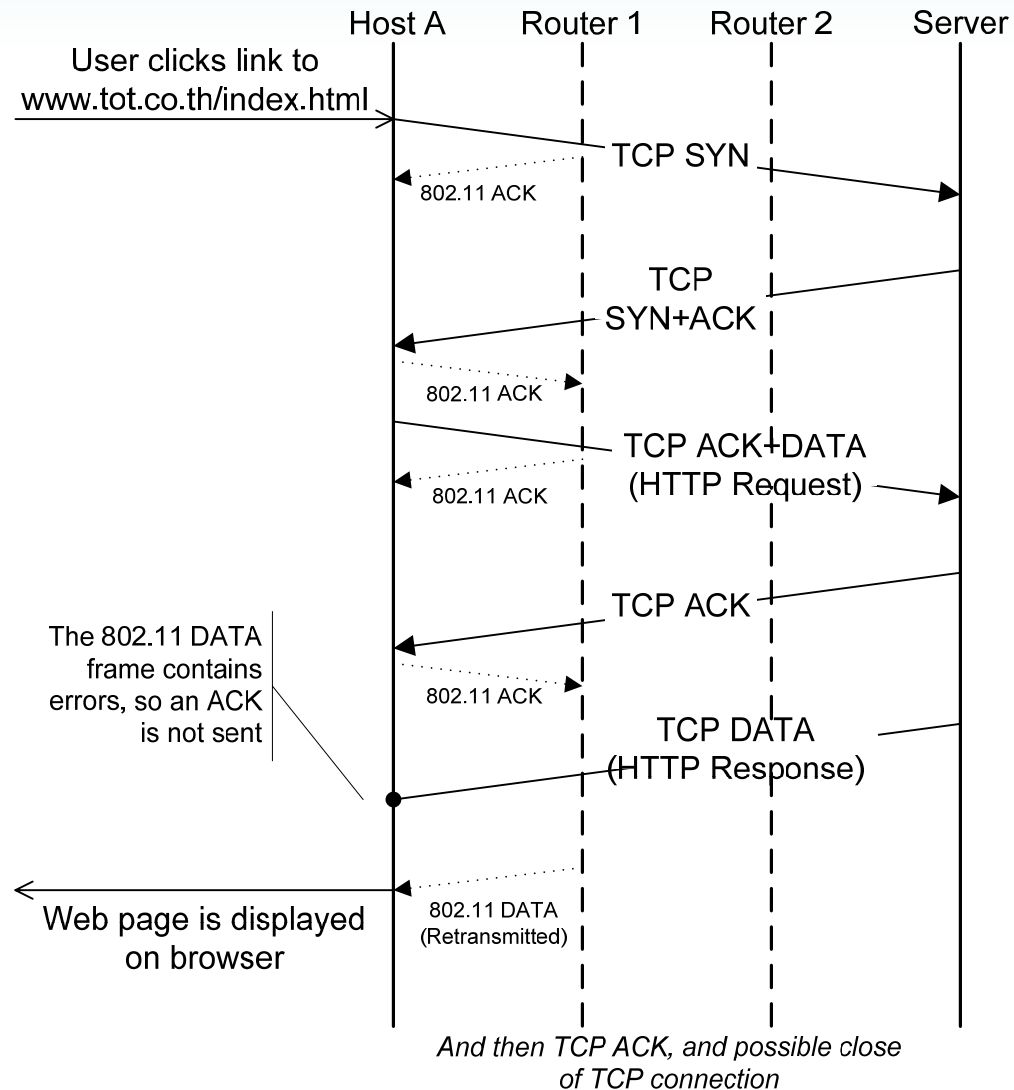 Host A Router 1 Router 2 Server
User clicks link to
www.tot.co.th/index.html
TCP SYN
802.11 ACK
TCP
SYN+ACK
802.11 ACK
TCP ACK+DATA
(HTTP Request)
802.11 ACK
TCP ACK
The 802.11 DATA
frame contains
errors, so an ACK
is not sent
802.11 ACK
TCP DATA
(HTTP Response)
802.11 DATA
(Retransmitted)
Web page is displayed
on browser
And then TCP ACK, and possible close
of TCP connection